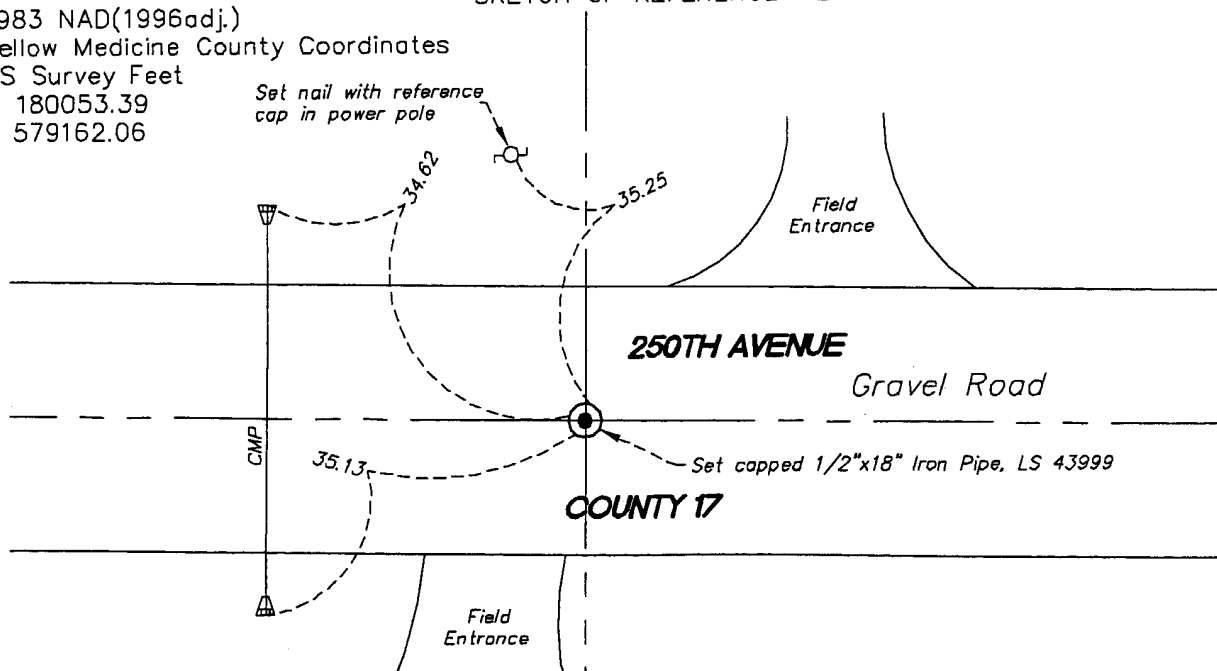 983 NAD(1996adj.)
ellow Medicine County Coordinates
S Survey Feet
180053.39
579162.06
Set nail with reference
cap in power pole
34.62
35.25
Field
Entrance
250TH AVENUE
Gravel Road
CMP
35.13
Set capped 1/2"x18" Iron Pipe, LS 43999
COUNTY 17
Field
Entrance